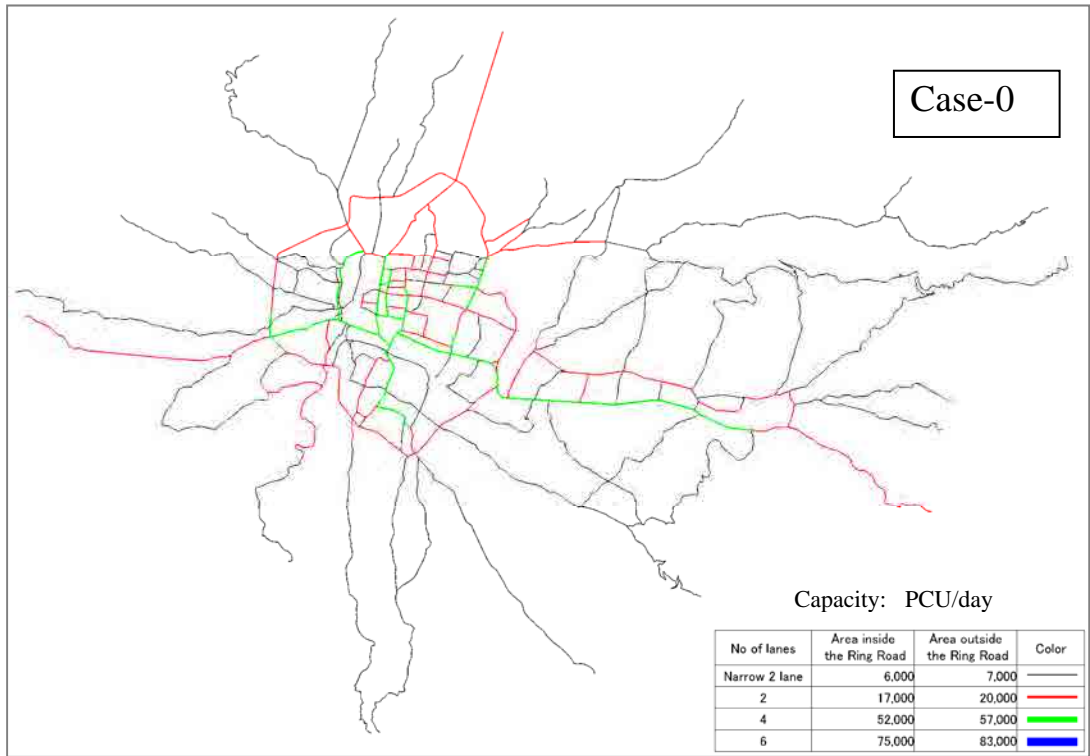 Case-0
Capacity: PCU/day
No of lanes Area inside the Ring Road Area outside the Ring Road Color
Narrow 2 lane 6,000 7,000
2 17,000 20,000
4 52,000 57,000
6 75,000 83,000